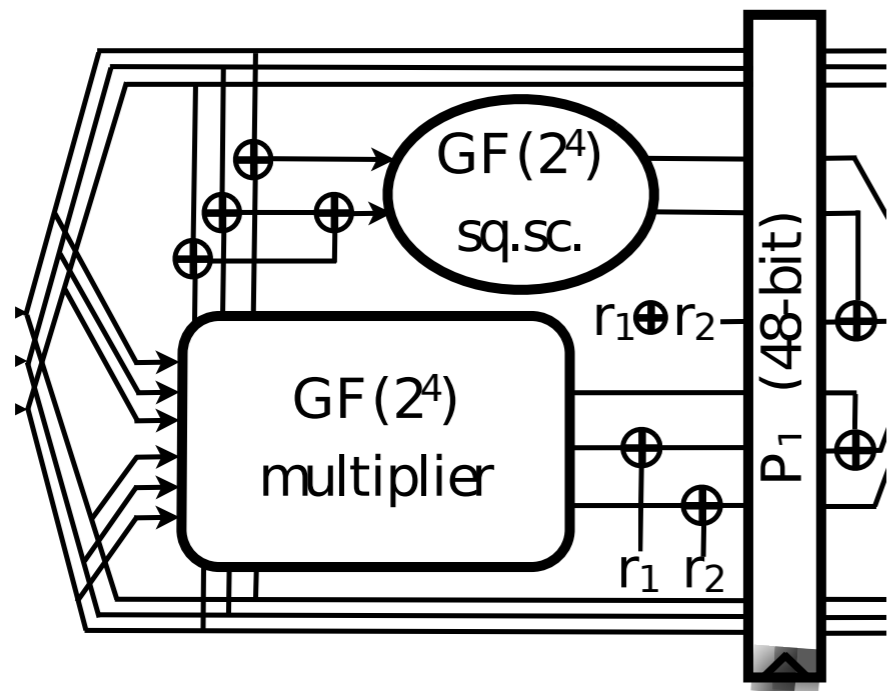 GF(2⁴)
sq.sc.
r₁⊕r₂
GF(2⁴)
multiplier
r₁ r₂
P₁ (48-bit)